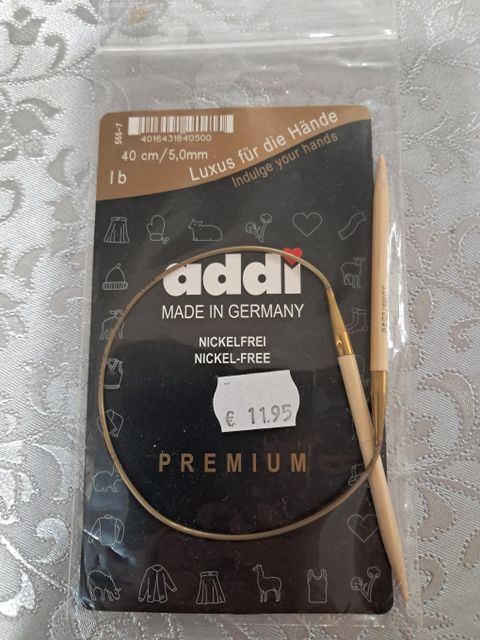 555-7
4016431840500
40 cm/5,0mm
lb
Luxus für die Hände
Indulge your hands
addi
MADE IN GERMANY
NICKELFREI
NICKEL-FREE
€ 11.95
PREMIUM